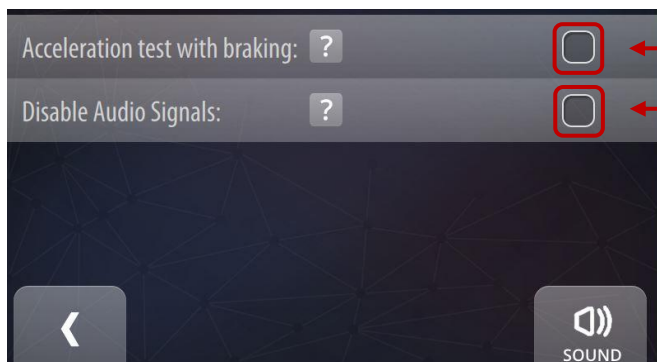 Acceleration test with braking: ?
Disable Audio Signals: ?
SOUND